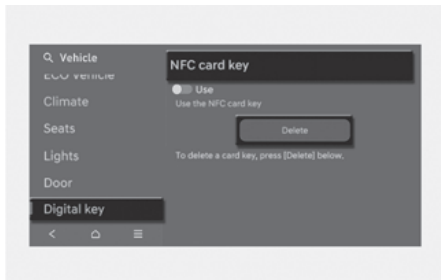 Vehicle
ECO vehicle
Climate
Seats
Lights
Door
Digital key
NFC card key
Use
Use the NFC card key
Delete
To delete a card key, press [Delete] below.